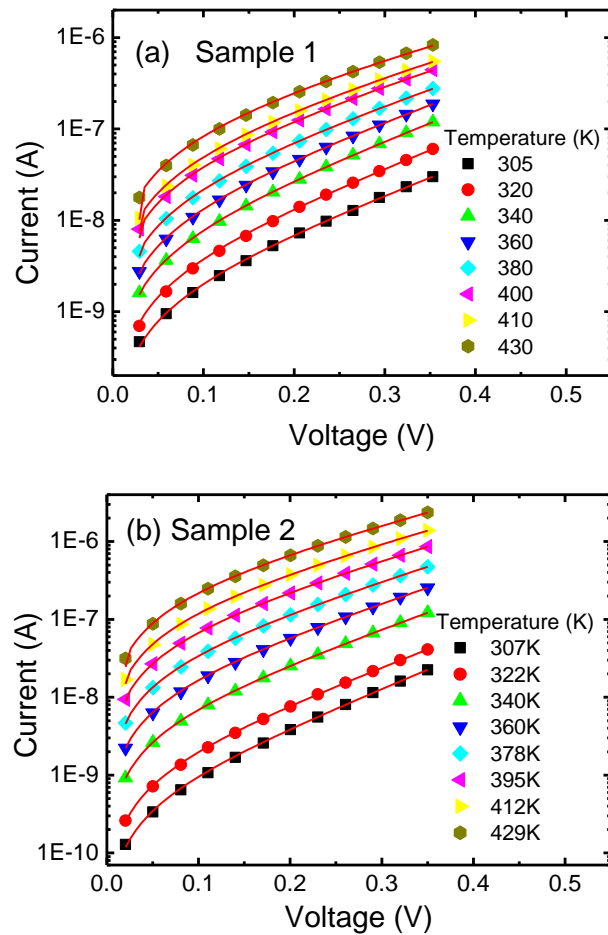 (a) Sample 1
1E-6
1E-7
1E-8
1E-9
Current (A)
Temperature (K)
305
320
340
360
380
400
410
430
0.0 0.1 0.2 0.3 0.4 0.5
Voltage (V)
(b) Sample 2
1E-6
1E-7
1E-8
1E-9
1E-10
Current (A)
Temperature (K)
307K
322K
340K
360K
378K
395K
412K
429K
0.0 0.1 0.2 0.3 0.4 0.5
Voltage (V)